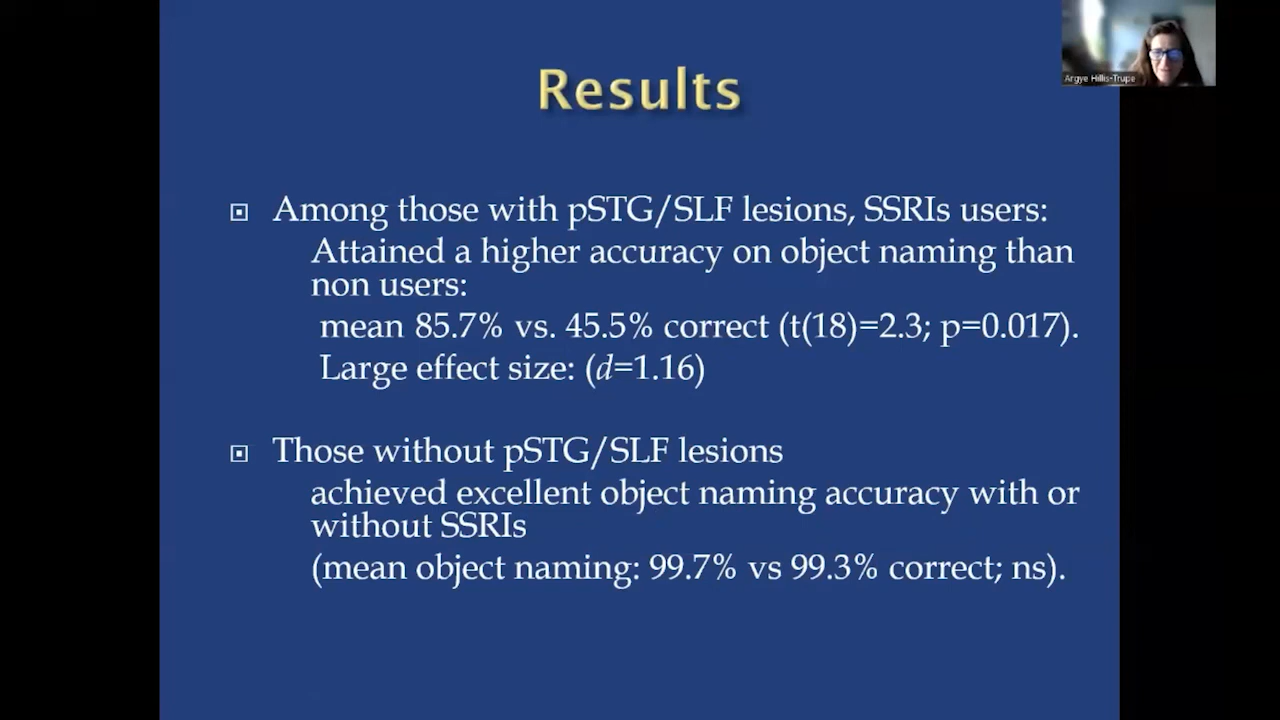 Argye Hillis-Trupe
Results
Among those with pSTG/SLF lesions, SSRIs users:
Attained a higher accuracy on object naming than
non users:
mean 85.7% vs. 45.5% correct (t(18)=2.3; p=0.017).
Large effect size: (d=1.16)
Those without pSTG/SLF lesions
achieved excellent object naming accuracy with or
without SSRIs
(mean object naming: 99.7% vs 99.3% correct; ns).